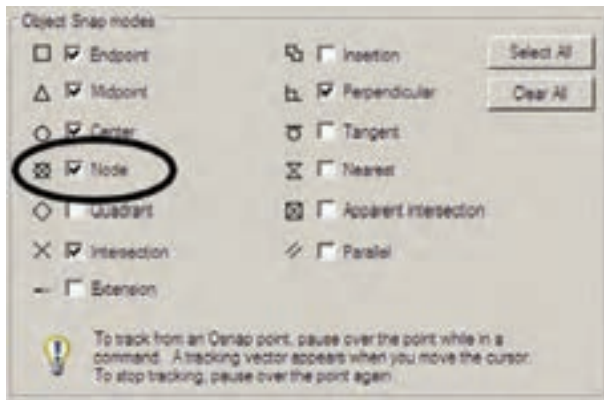 Object Snap modes
Endpoint
Midpoint
Center
Node
Quadrant
Intersection
Extension
Insertion
Perpendicular
Tangent
Nearest
Apparent intersection
Parallel
Select All
Clear All
To track from an Osnap point, pause over the point while in a
command. A tracking vector appears when you move the cursor.
To stop tracking, pause over the point again